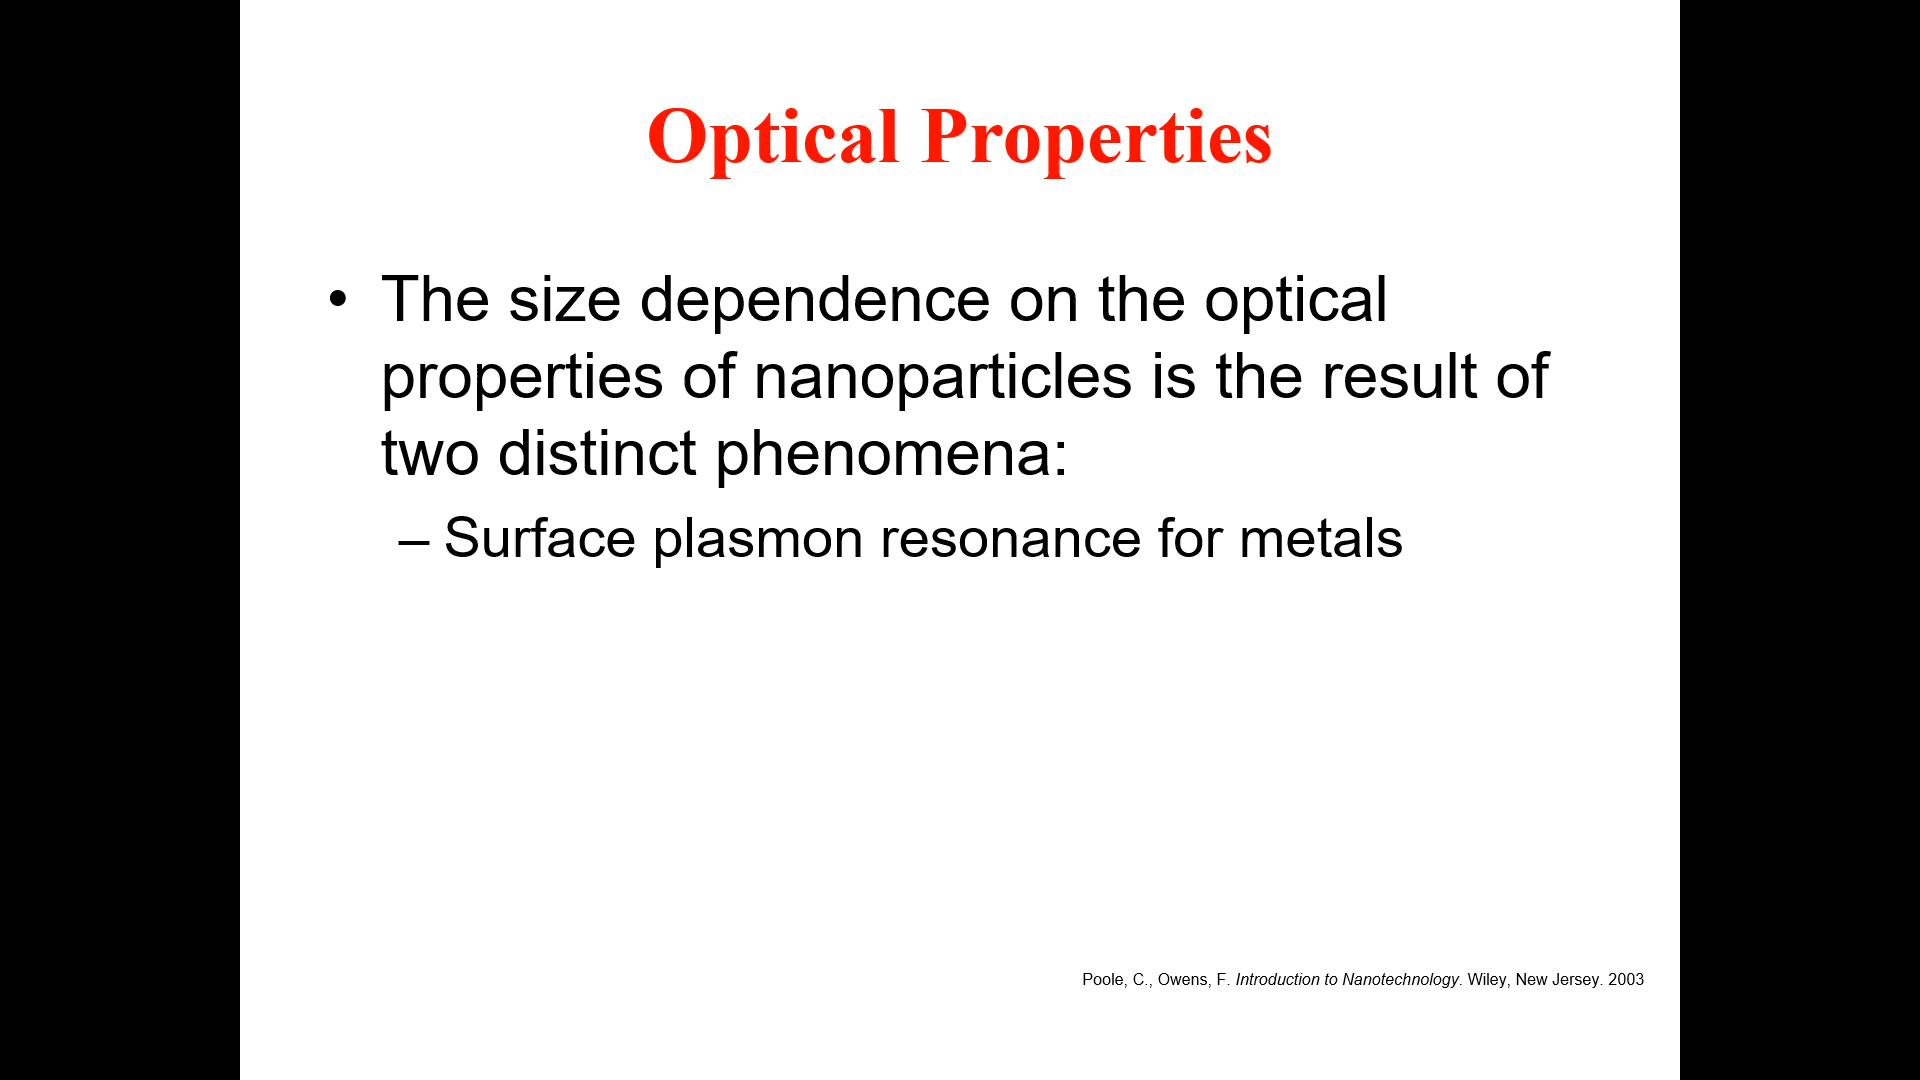 Optical Properties
• The size dependence on the optical
properties of nanoparticles is the result of
two distinct phenomena:
– Surface plasmon resonance for metals
Poole, C., Owens, F. Introduction to Nanotechnology. Wiley, New Jersey. 2003